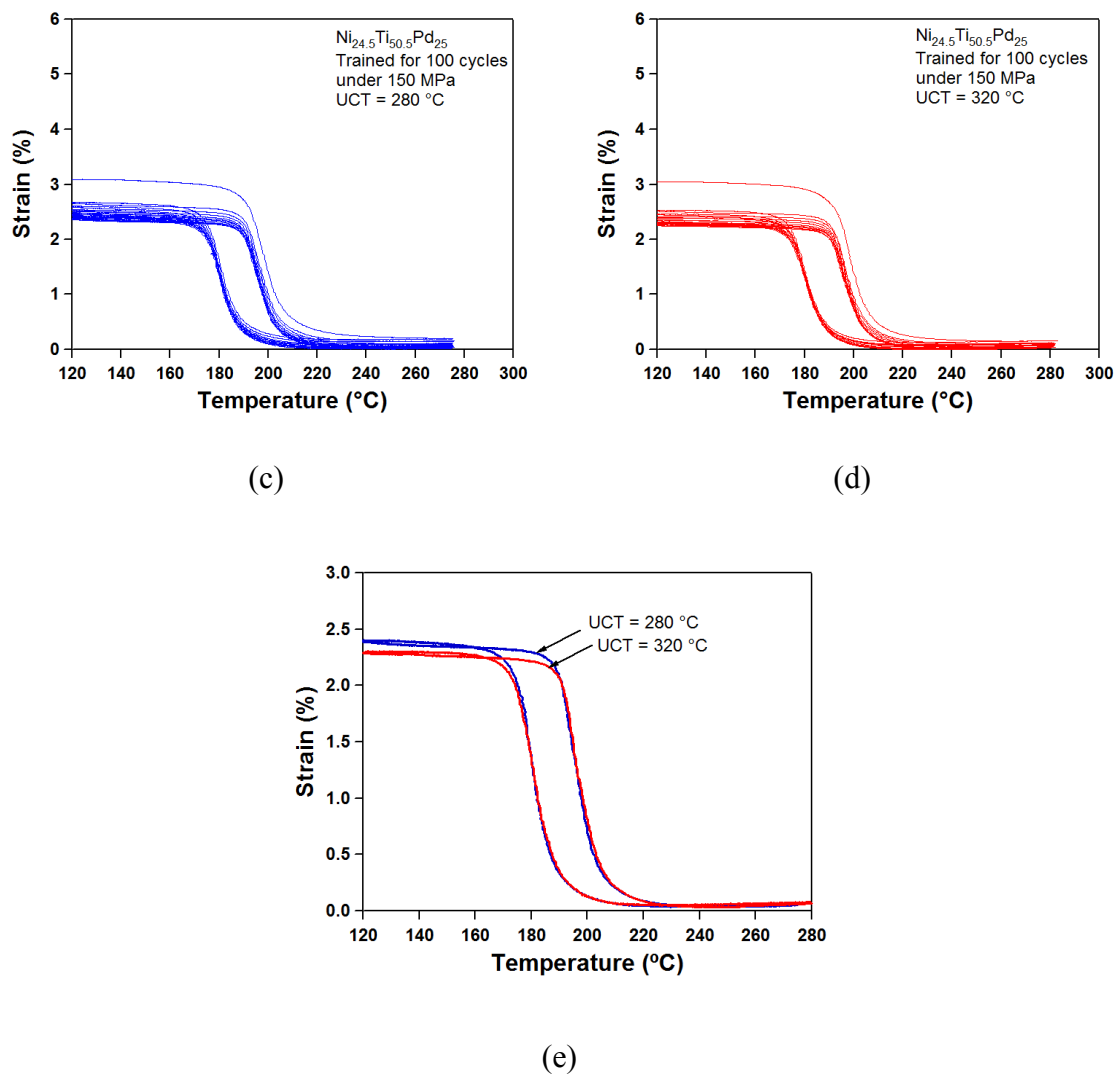 6
5
4
3
2
1
0
Strain (%)
Ni24.5Ti50.5Pd25
Trained for 100 cycles
under 150 MPa
UCT = 280 °C
120 140 160 180 200 220 240 260 280 300
Temperature (°C)
(c)
6
5
4
3
2
1
0
Strain (%)
Ni24.5Ti50.5Pd25
Trained for 100 cycles
under 150 MPa
UCT = 320 °C
120 140 160 180 200 220 240 260 280 300
Temperature (°C)
(d)
3.0
2.5
2.0
1.5
1.0
0.5
0.0
Strain (%)
UCT = 280 °C
UCT = 320 °C
120 140 160 180 200 220 240 260 280
Temperature (ºC)
(e)